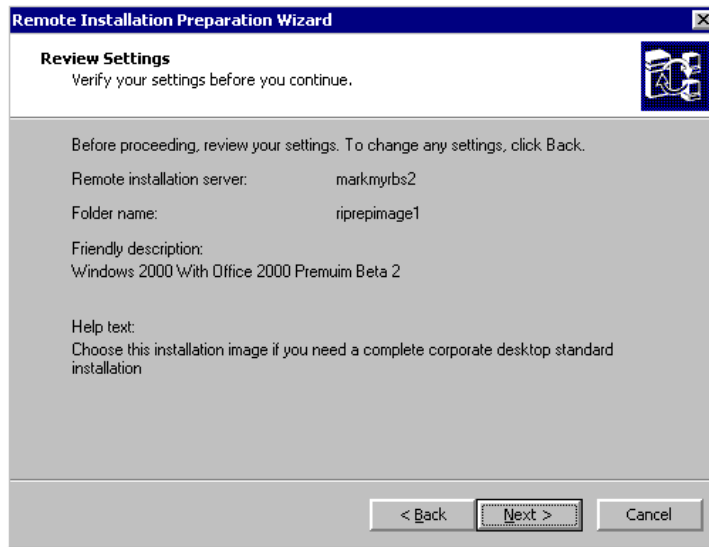 Remote Installation Preparation Wizard
Review Settings
Verify your settings before you continue.
Before proceeding, review your settings. To change any settings, click Back.
Remote installation server: markmyrbs2
Folder name: riprepimage1
Friendly description:
Windows 2000 With Office 2000 Premuim Beta 2
Help text:
Choose this installation image if you need a complete corporate desktop standard
installation
< Back Next > Cancel